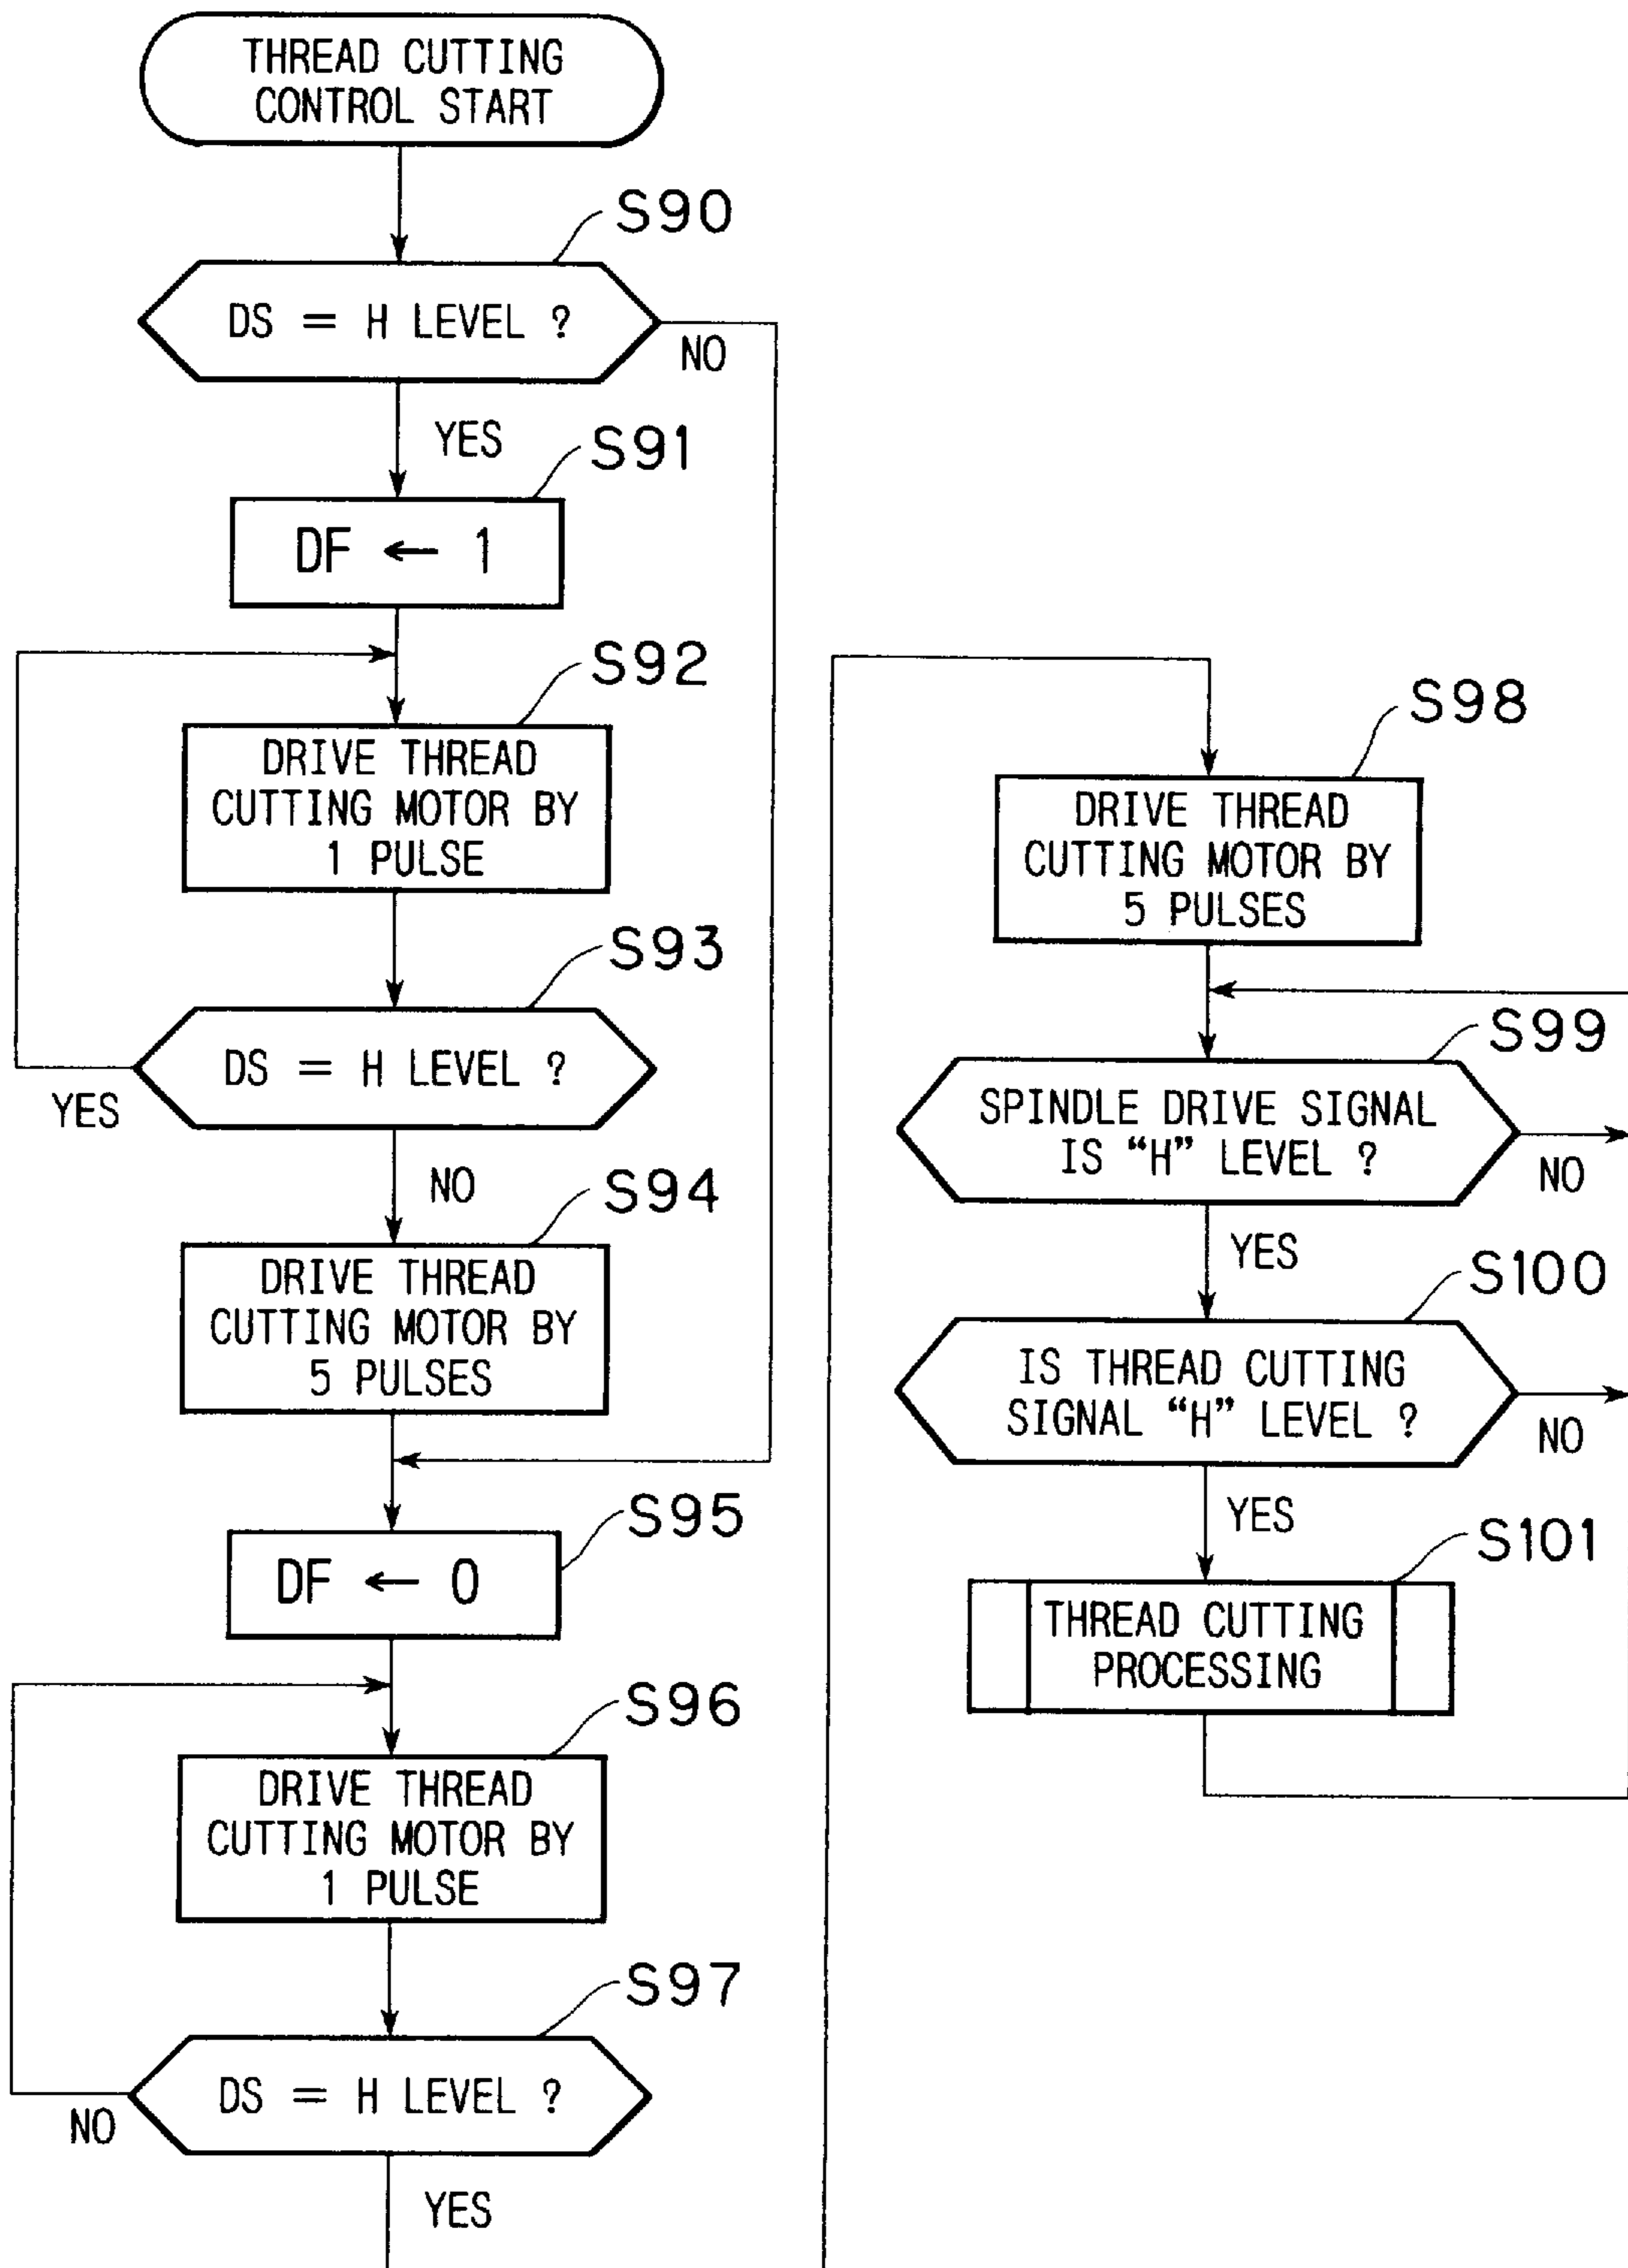 THREAD CUTTING
CONTROL START
S90
DS = H LEVEL ?
NO
YES
S91
DF ← 1
S92
DRIVE THREAD
CUTTING MOTOR BY
1 PULSE
S93
DS = H LEVEL ?
YES
NO
S94
DRIVE THREAD
CUTTING MOTOR BY
5 PULSES
S95
DF ← 0
S96
DRIVE THREAD
CUTTING MOTOR BY
1 PULSE
S97
DS = H LEVEL ?
NO
YES
S98
DRIVE THREAD
CUTTING MOTOR BY
5 PULSES
S99
SPINDLE DRIVE SIGNAL
IS “H” LEVEL ?
NO
YES
S100
IS THREAD CUTTING
SIGNAL “H” LEVEL ?
NO
YES
S101
THREAD CUTTING
PROCESSING